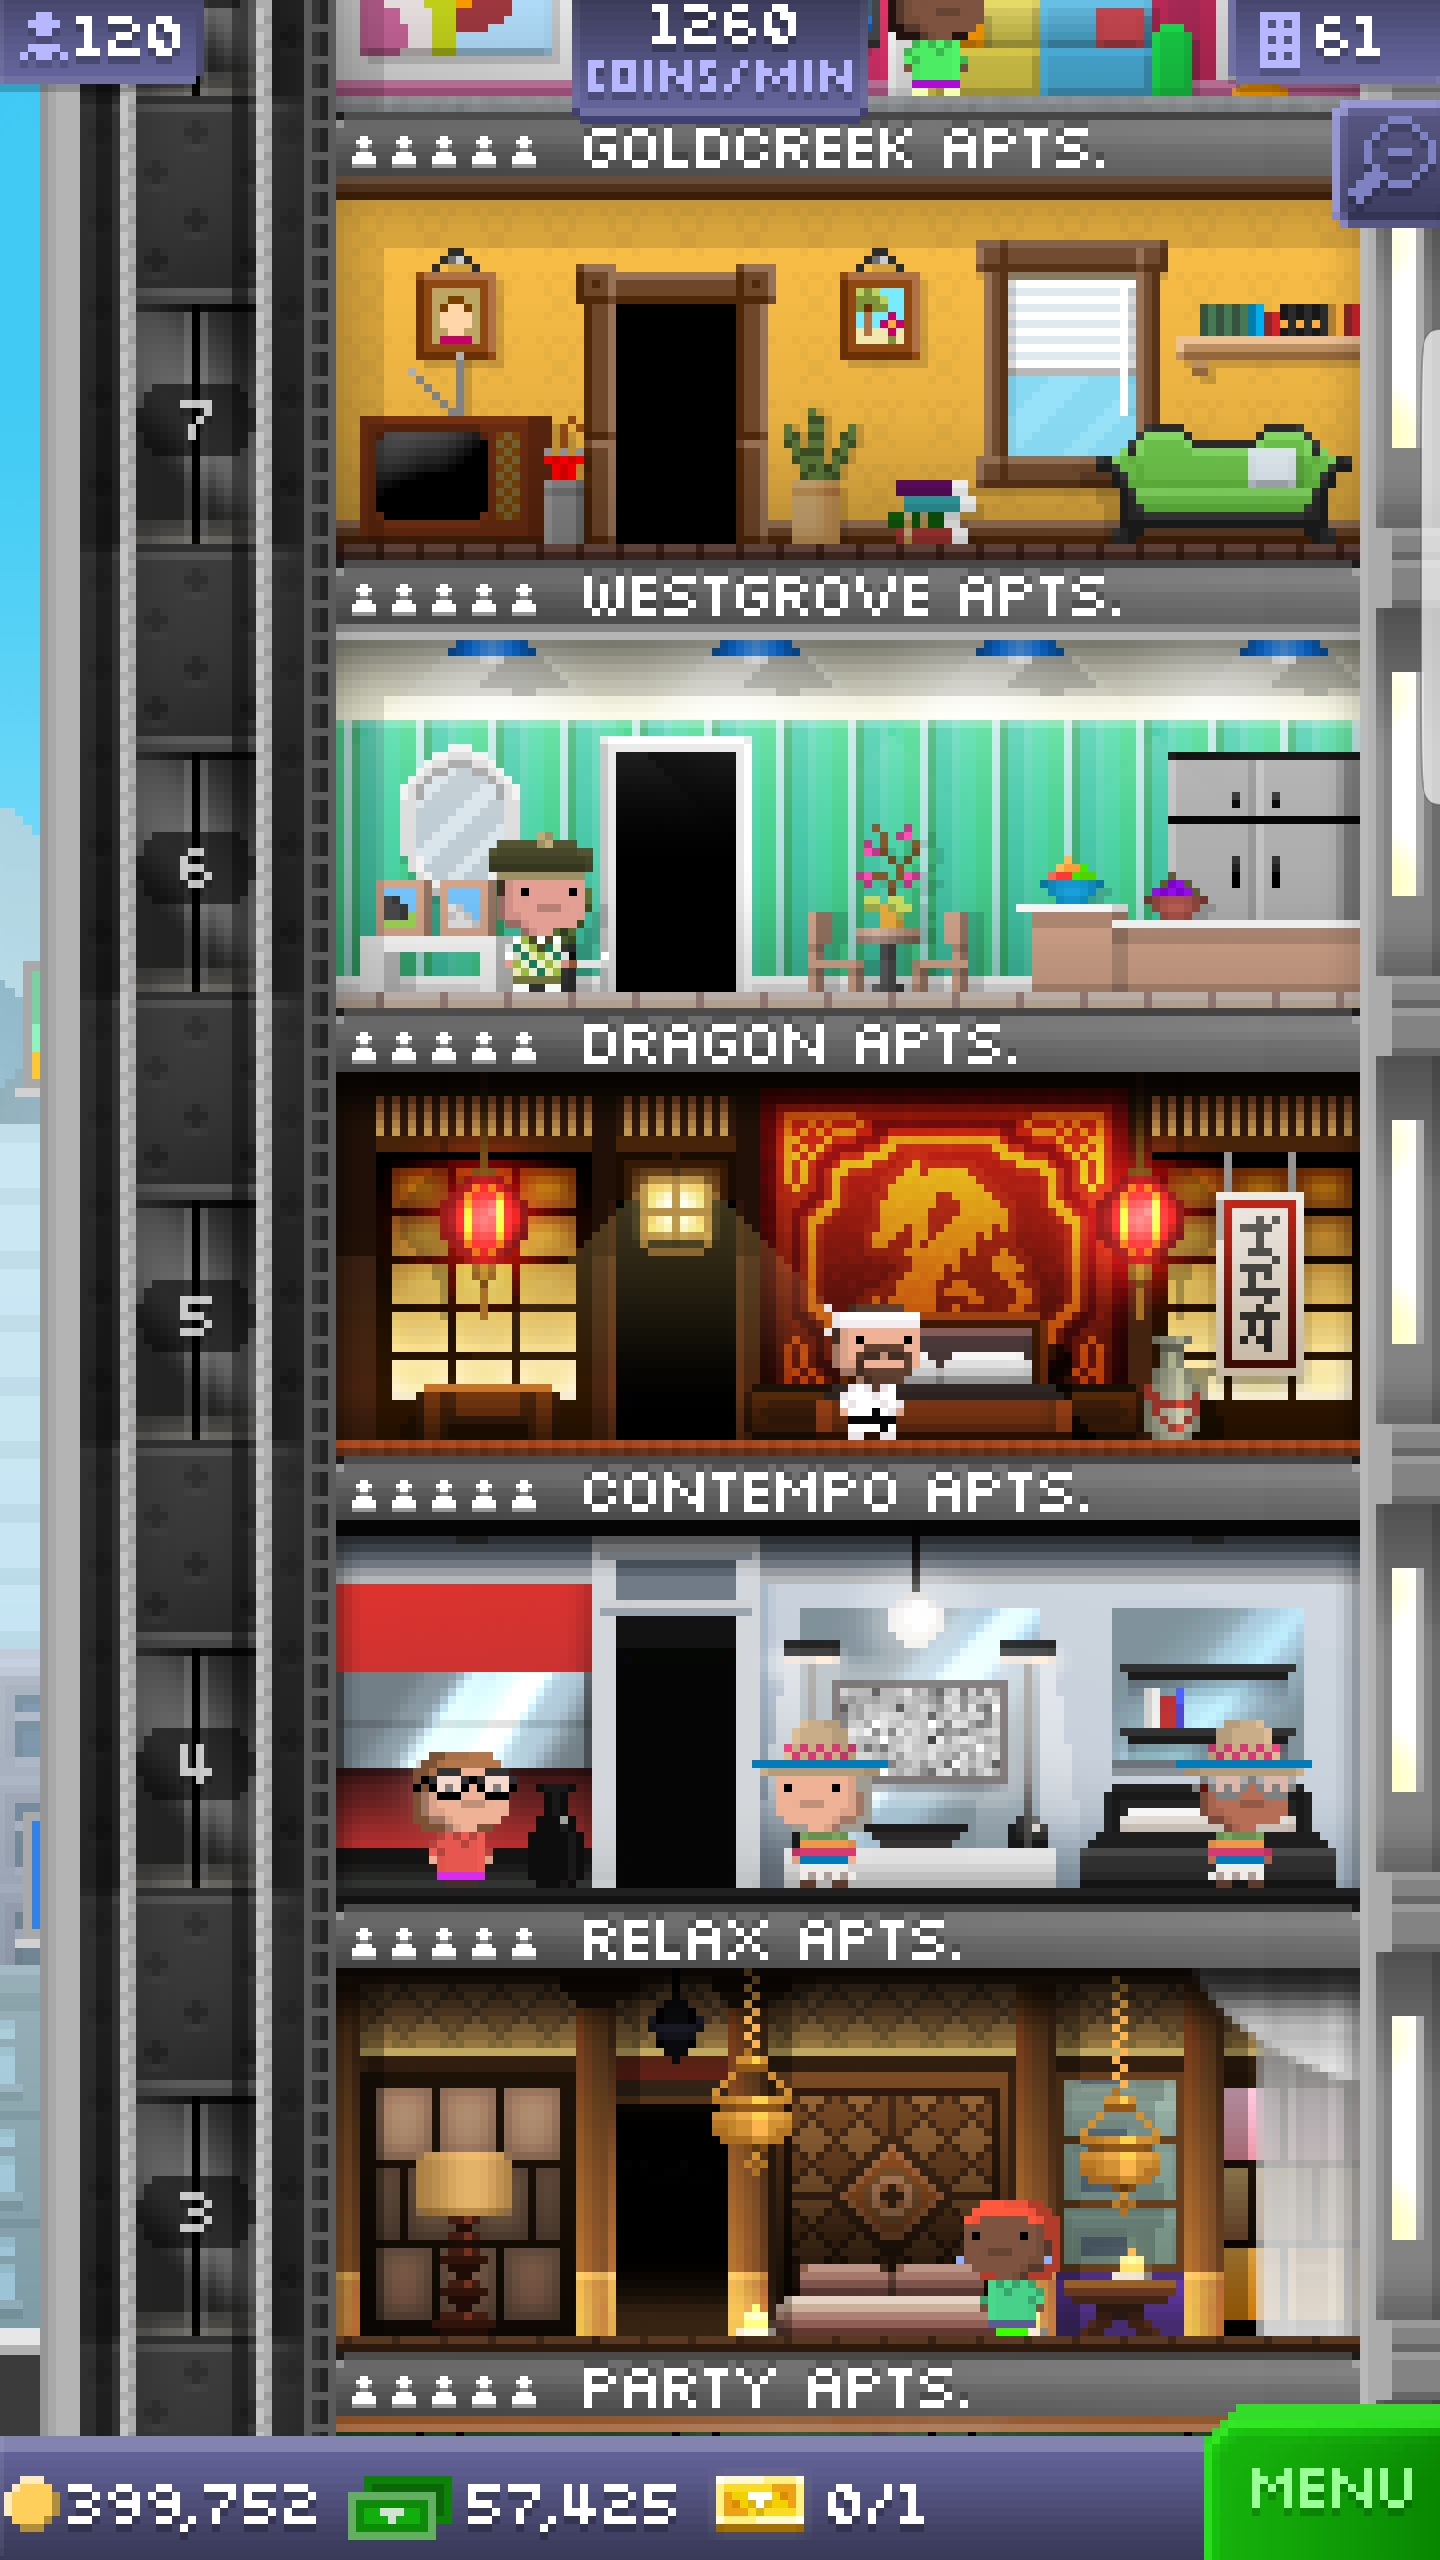 120
1260
COINS/MIN
61
GOLDCREEK APTS.
7
WESTGROVE APTS.
6
DRAGON APTS.
5
CONTEMPO APTS.
4
RELAX APTS.
3
PARTY APTS.
399,752
57,425
0/1
MENU